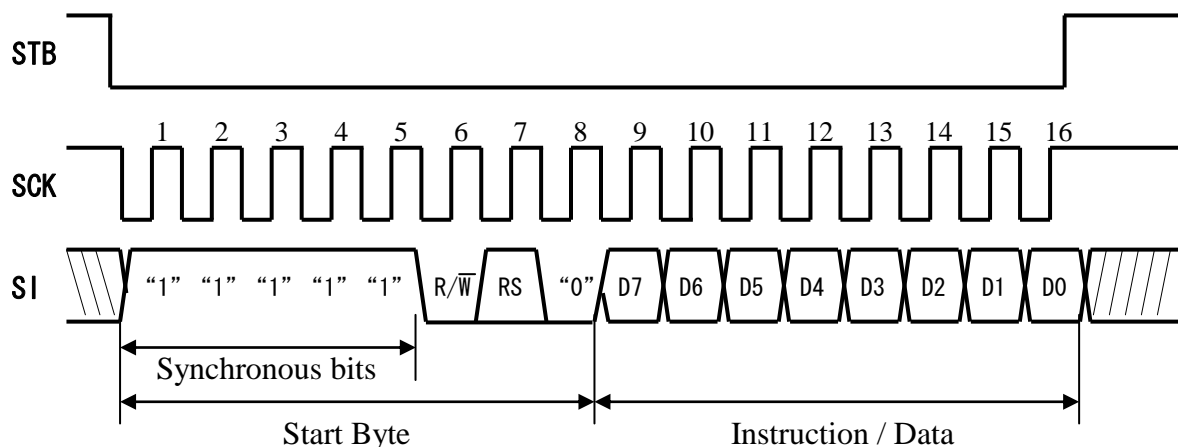 STB
1 2 3 4 5 6 7 8 9 10 11 12 13 14 15 16
SCK
SI “1” “1” “1” “1” “1” R/W̅ RS “0” D7 D6 D5 D4 D3 D2 D1 D0
Synchronous bits
Start Byte Instruction / Data